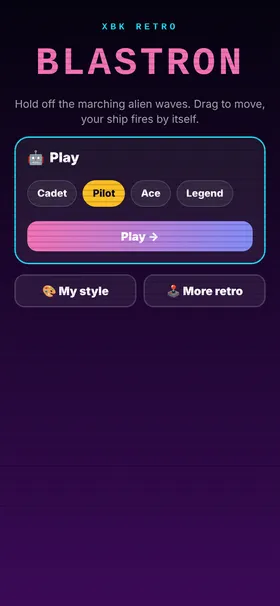 XBK RETRO
BLASTRON
Hold off the marching alien waves. Drag to move,
your ship fires by itself.
🤖 Play
Cadet Pilot Ace Legend
Play →
🎨 My style 🕹️ More retro